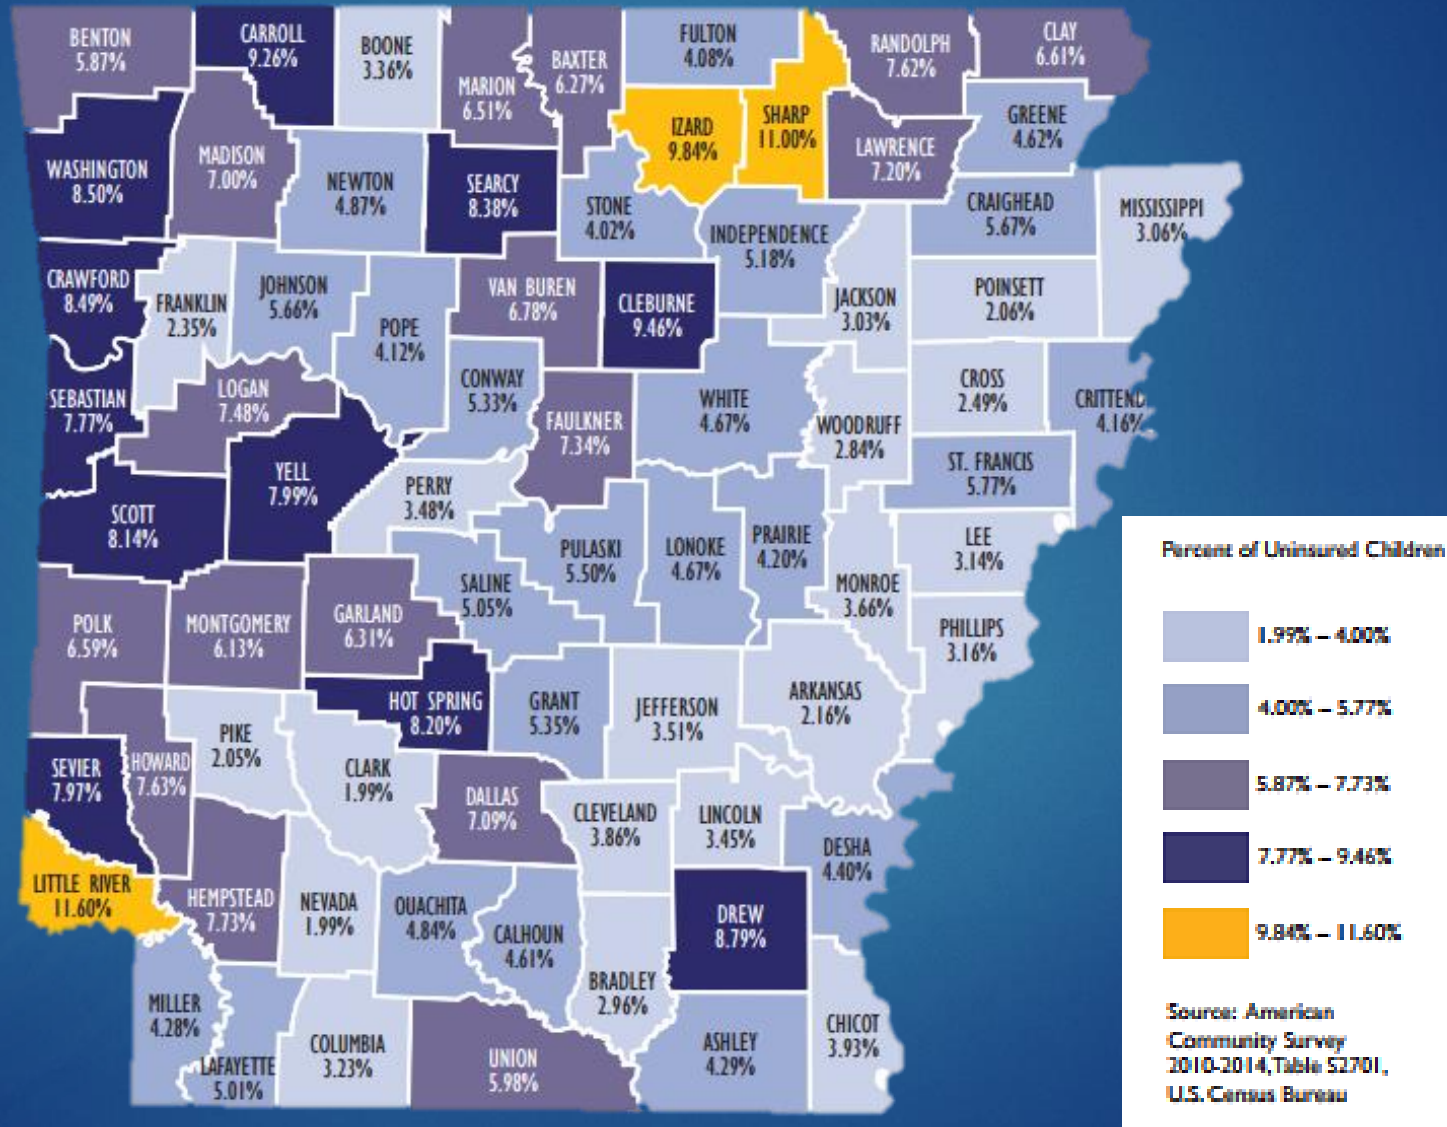 BENTON
5.87%
CARROLL
9.26%
BOONE
3.36%
MARION
6.51%
BAXTER
6.27%
FULTON
4.08%
IZARD
9.84%
SHARP
11.00%
RANDOLPH
7.62%
CLAY
6.61%
GREENE
4.62%
LAWRENCE
7.20%
WASHINGTON
8.50%
MADISON
7.00%
NEWTON
4.87%
SEARCY
8.38%
STONE
4.02%
INDEPENDENCE
5.18%
CRAIGHEAD
5.67%
MISSISSIPPI
3.06%
CRAWFORD
8.49%
FRANKLIN
2.35%
JOHNSON
5.66%
POPE
4.12%
VAN BUREN
6.78%
CLEBURNE
9.46%
JACKSON
3.03%
POINSETT
2.06%
SEBASTIAN
7.77%
LOGAN
7.48%
CONWAY
5.33%
FAULKNER
7.34%
WHITE
4.67%
WOODRUFF
2.84%
CROSS
2.49%
CRITTEND
4.16%
SCOTT
8.14%
YELL
7.99%
PERRY
3.48%
PULASKI
5.50%
LONOKE
4.67%
PRAIRIE
4.20%
ST. FRANCIS
5.77%
LEE
3.14%
MONROE
3.66%
PHILLIPS
3.16%
POLK
6.59%
MONTGOMERY
6.13%
GARLAND
6.31%
SALINE
5.05%
HOT SPRING
8.20%
GRANT
5.35%
JEFFERSON
3.51%
ARKANSAS
2.16%
SEVIER
7.97%
HOWARD
7.63%
PIKE
2.05%
CLARK
1.99%
DALLAS
7.09%
CLEVELAND
3.86%
LINCOLN
3.45%
DESHA
4.40%
LITTLE RIVER
11.60%
HEMPSTEAD
7.73%
NEVADA
1.99%
OUACHITA
4.84%
CALHOUN
4.61%
BRADLEY
2.96%
DREW
8.79%
MILLER
4.28%
LAFAYETTE
5.01%
COLUMBIA
3.23%
UNION
5.98%
ASHLEY
4.29%
CHICOT
3.93%
Percent of Uninsured Children
1.99% – 4.00%
4.00% – 5.77%
5.87% – 7.73%
7.77% – 9.46%
9.84% – 11.60%
Source: American
Community Survey
2010-2014, Table S2701,
U.S. Census Bureau